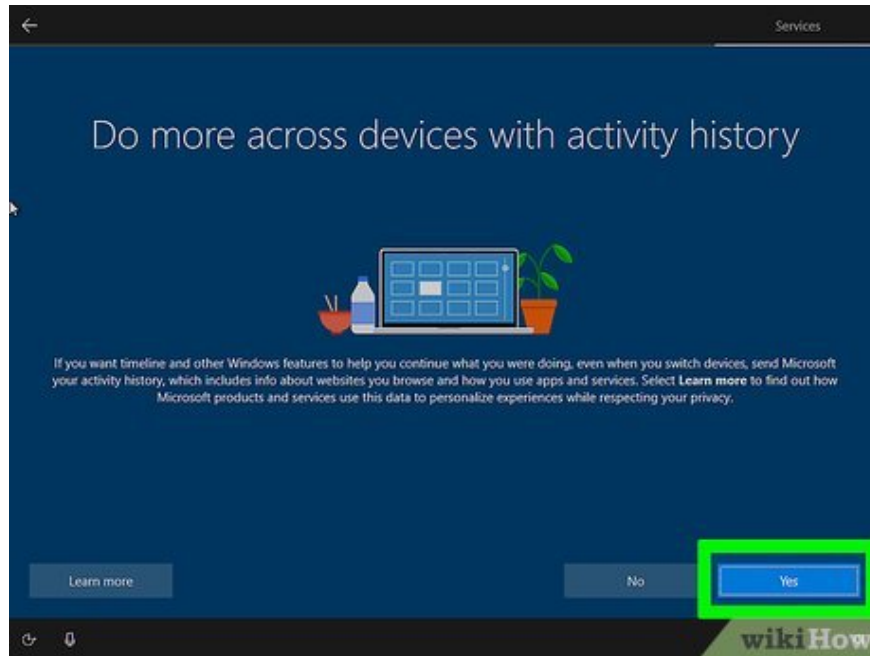 Services
Do more across devices with activity history
If you want timeline and other Windows features to help you continue what you were doing, even when you switch devices, send Microsoft
your activity history, which includes info about websites you browse and how you use apps and services. Select Learn more to find out how
Microsoft products and services use this data to personalize experiences while respecting your privacy.
Learn more
No
Yes
wikiHow